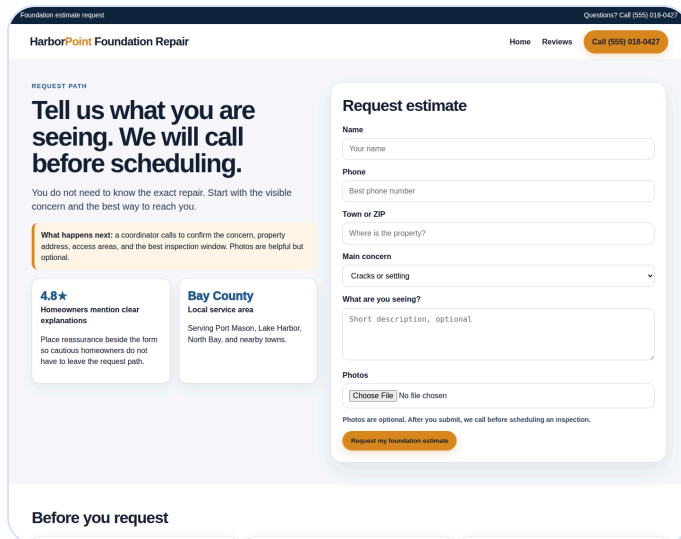 Foundation estimate request
Questions? Call (555) 018-0427
HarborPoint Foundation Repair
Home
Reviews
Call (555) 018-0427
REQUEST PATH
Tell us what you are
seeing. We will call
before scheduling.
You do not need to know the exact repair. Start with the visible
concern and the best way to reach you.
What happens next: a coordinator calls to confirm the concern, property
address, access areas, and the best inspection window. Photos are helpful but
optional.
4.8★
Homeowners mention clear
explanations
Place reassurance beside the form
so cautious homeowners do not
have to leave the request path.
Bay County
Local service area
Serving Port Mason, Lake Harbor,
North Bay, and nearby towns.
Request estimate
Name
Your name
Phone
Best phone number
Town or ZIP
Where is the property?
Main concern
Cracks or settling
What are you seeing?
Short description, optional
Photos
Choose File No file chosen
Photos are optional. After you submit, we call before scheduling an inspection.
Request my foundation estimate
Before you request